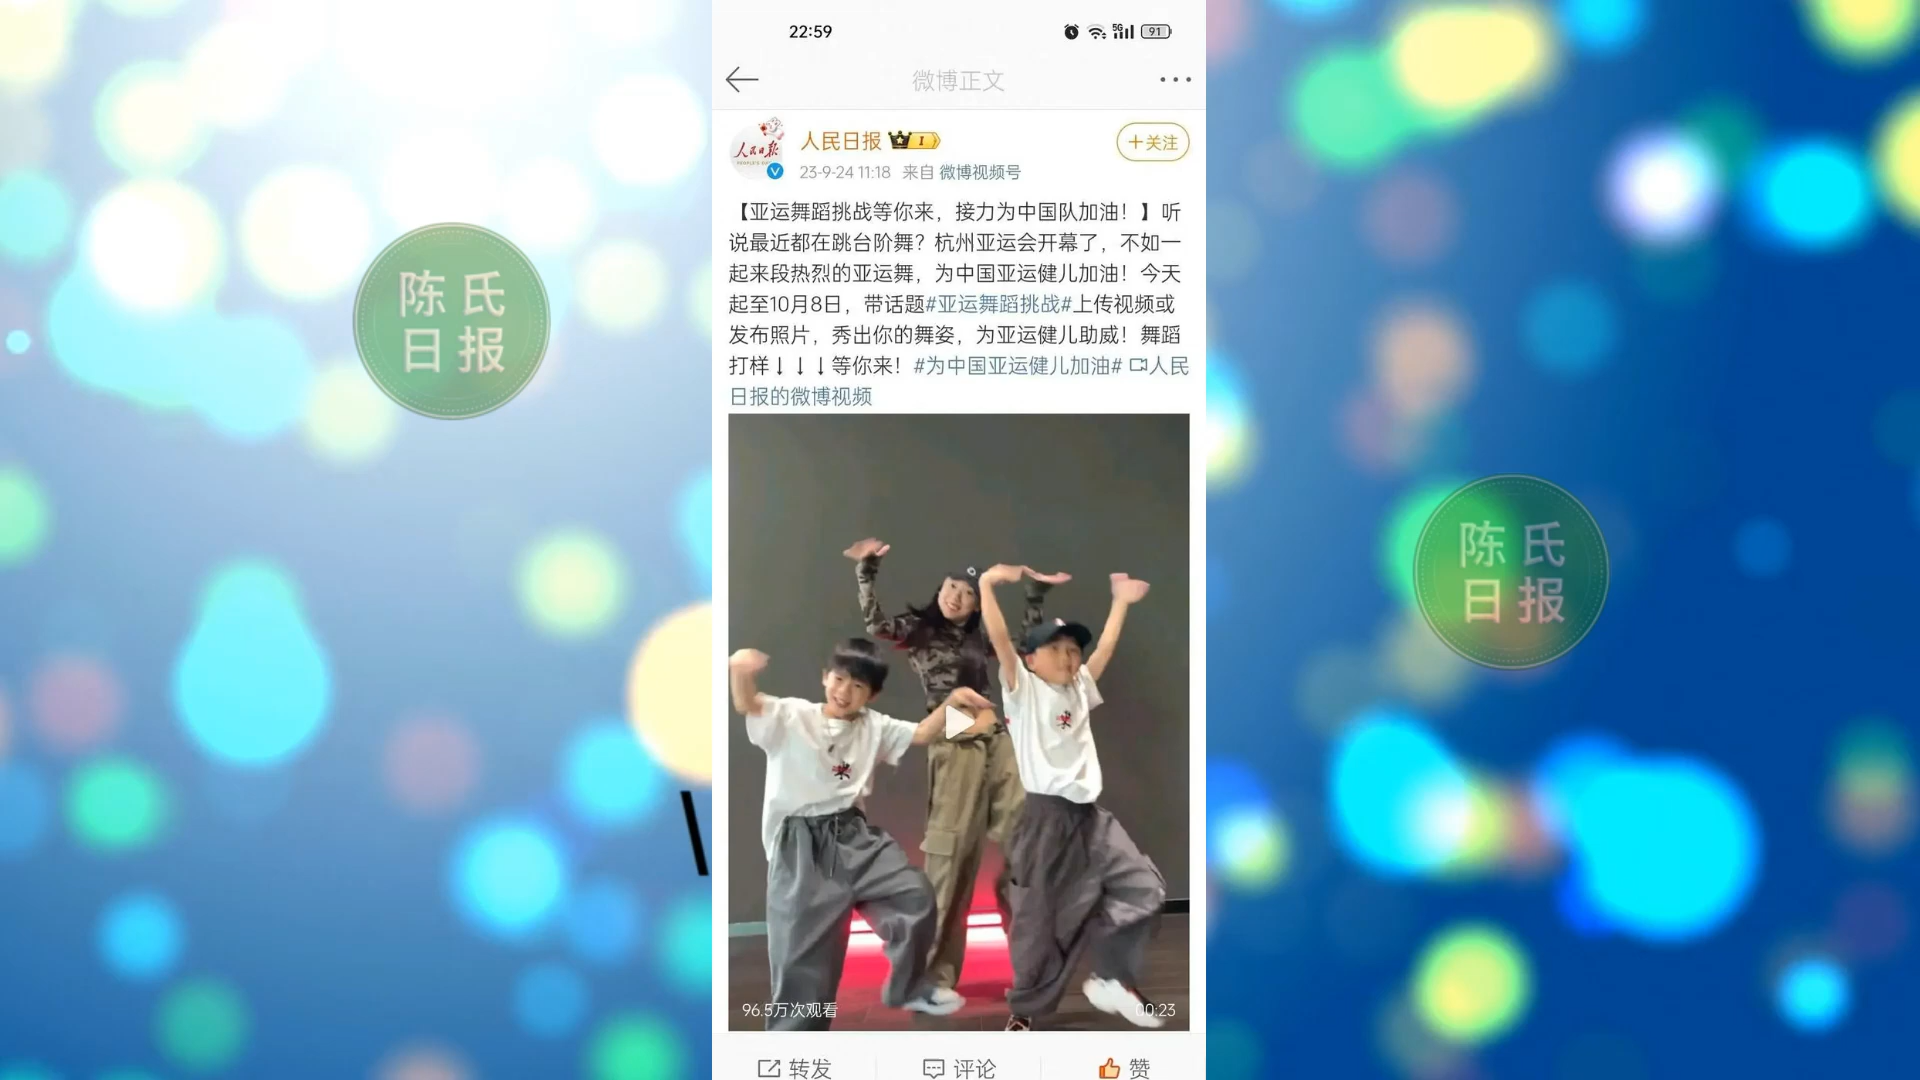 陈氏
日报
22:59
5G
91
微博正文
人民日报
I
+关注
人民日报
23-9-24 11:18 来自 微博视频号
【亚运舞蹈挑战等你来，接力为中国队加油！】听
说最近都在跳台阶舞？杭州亚运会开幕了，不如一
起来段热烈的亚运舞，为中国亚运健儿加油！今天
起至10月8日，带话题#亚运舞蹈挑战#上传视频或
发布照片，秀出你的舞姿，为亚运健儿助威！舞蹈
打样↓↓↓等你来！#为中国亚运健儿加油# 人民
日报的微博视频
96.5万次观看
00:23
转发
评论
赞
陈氏
日报